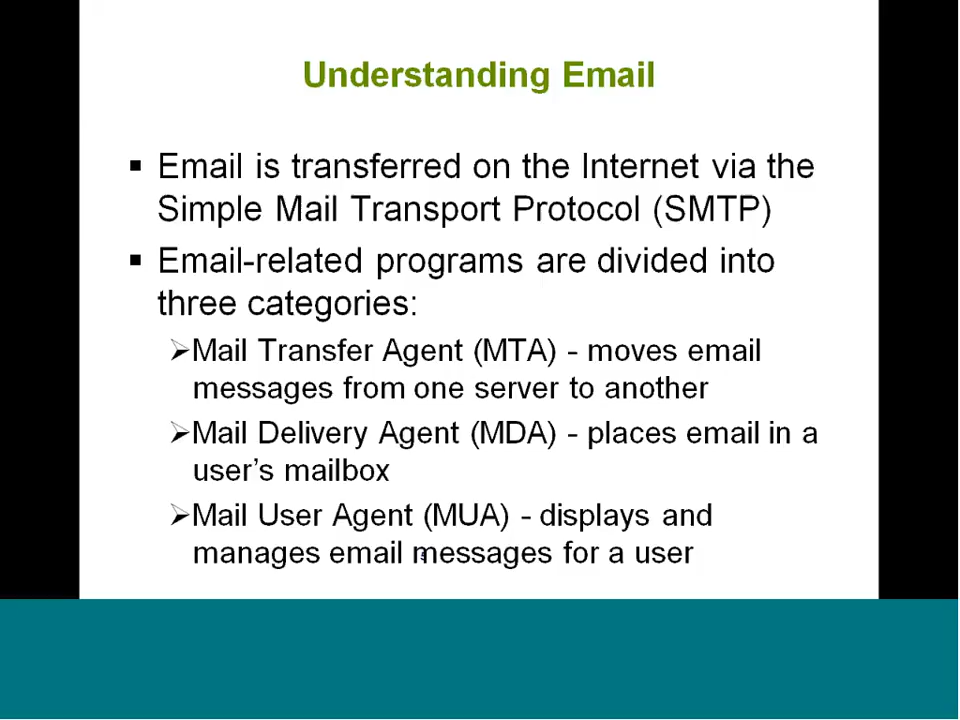 Understanding Email
▪ Email is transferred on the Internet via the
Simple Mail Transport Protocol (SMTP)
▪ Email-related programs are divided into
three categories:
➢Mail Transfer Agent (MTA) - moves email
messages from one server to another
➢Mail Delivery Agent (MDA) - places email in a
user’s mailbox
➢Mail User Agent (MUA) - displays and
manages email messages for a user